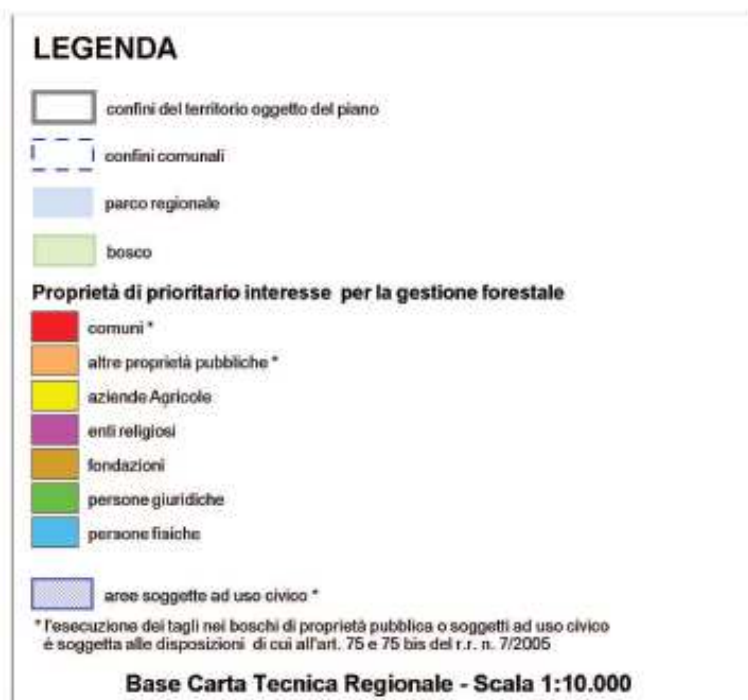 LEGENDA
confini del territorio oggetto del piano
confini comunali
parco regionale
bosco
Proprietà di prioritario interesse per la gestione forestale
comuni *
altre proprietà pubbliche *
aziende Agricole
enti religiosi
fondazioni
persone giuridiche
persone fisiche
aree soggette ad uso civico *
* l'esecuzione dei tagli nei boschi di proprietà pubblica o soggetti ad uso civico
è soggetta alle disposizioni di cui all'art. 75 e 75 bis del r.r. n. 7/2005
Base Carta Tecnica Regionale - Scala 1:10.000